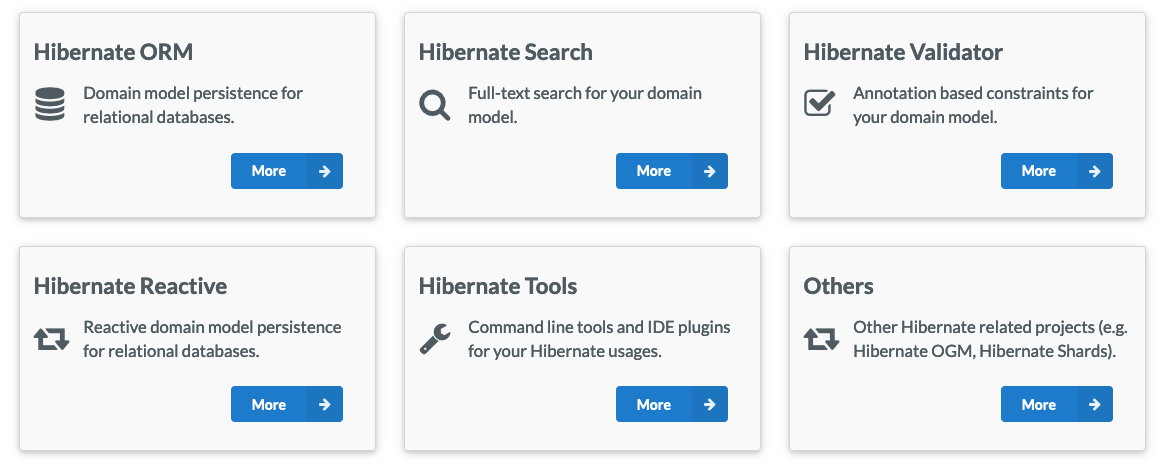 Hibernate ORM
Domain model persistence for
relational databases.
More
Hibernate Search
Full-text search for your domain
model.
More
Hibernate Validator
Annotation based constraints for
your domain model.
More
Hibernate Reactive
Reactive domain model persistence
for relational databases.
More
Hibernate Tools
Command line tools and IDE plugins
for your Hibernate usages.
More
Others
Other Hibernate related projects (e.g.
Hibernate OGM, Hibernate Shards).
More